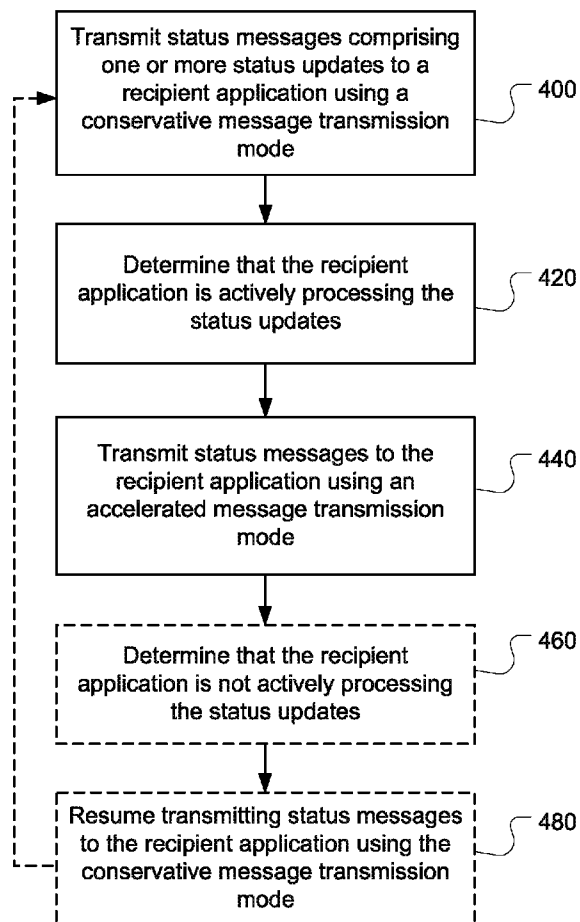 Transmit status messages comprising
one or more status updates to a
recipient application using a
conservative message transmission
mode
400
Determine that the recipient
application is actively processing the
status updates
420
Transmit status messages to the
recipient application using an
accelerated message transmission
mode
440
Determine that the recipient
application is not actively processing
the status updates
460
Resume transmitting status messages
to the recipient application using the
conservative message transmission
mode
480